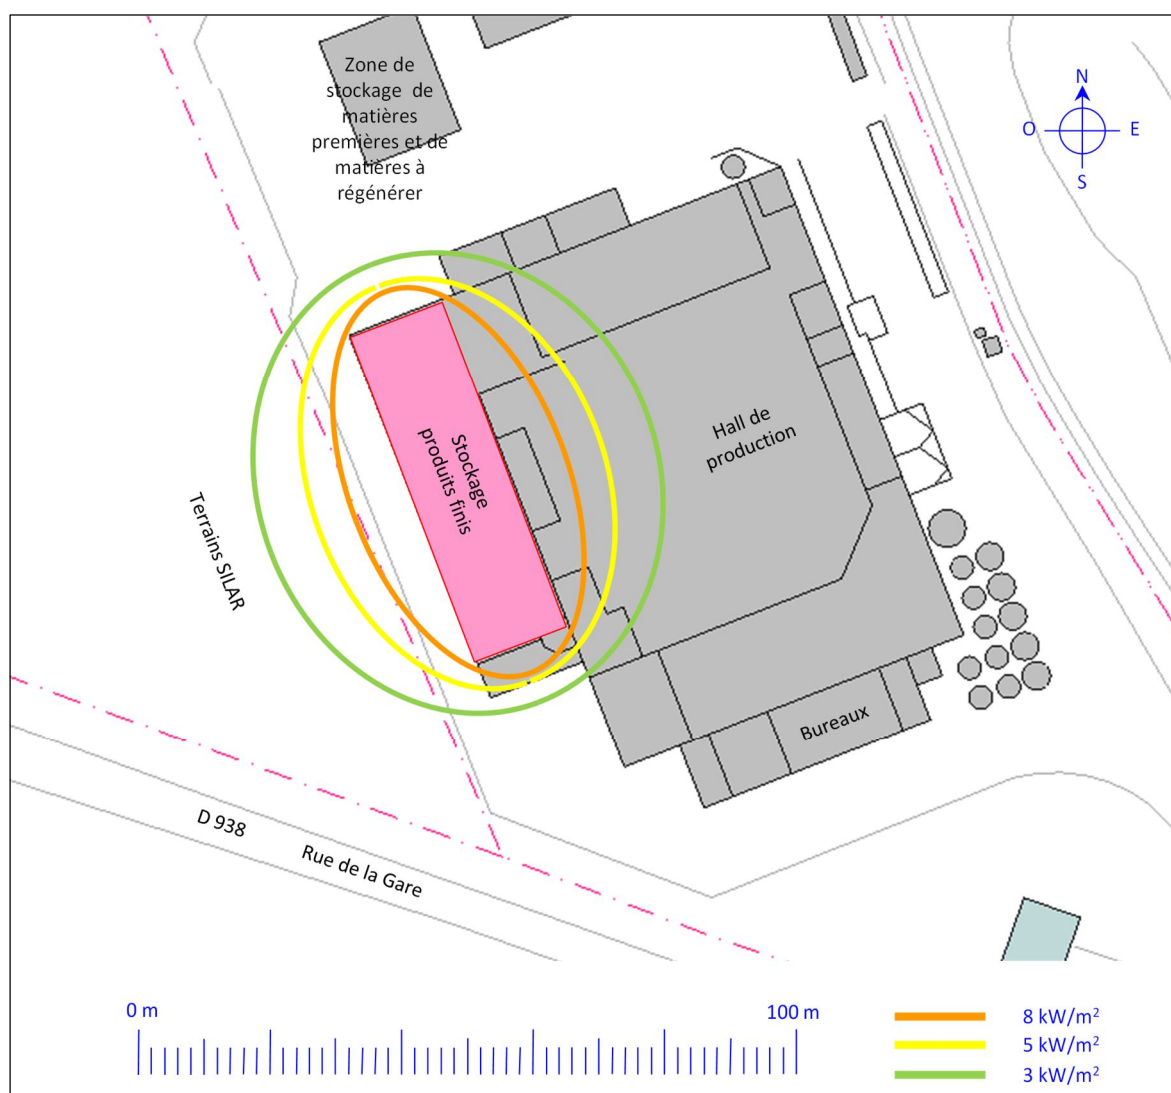 Zone de
stockage de
matières
premières et de
matières à
régénérer
N
O
E
S
Hall de
production
Stockage
produits finis
Terrains SILAR
Bureaux
D 938
Rue de la Gare
0 m
100 m
8 kW/m²
5 kW/m²
3 kW/m²